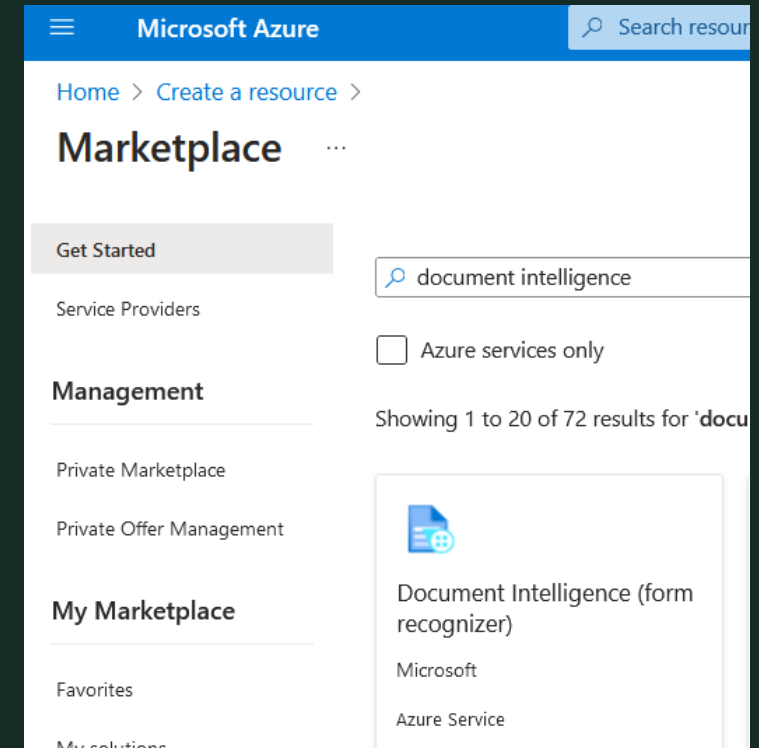 Microsoft Azure
Search resour
Home > Create a resource >
Marketplace ...
Get Started
Service Providers
Management
Private Marketplace
Private Offer Management
My Marketplace
Favorites
My solutions
document intelligence
Azure services only
Showing 1 to 20 of 72 results for 'docu
Document Intelligence (form
recognizer)
Microsoft
Azure Service